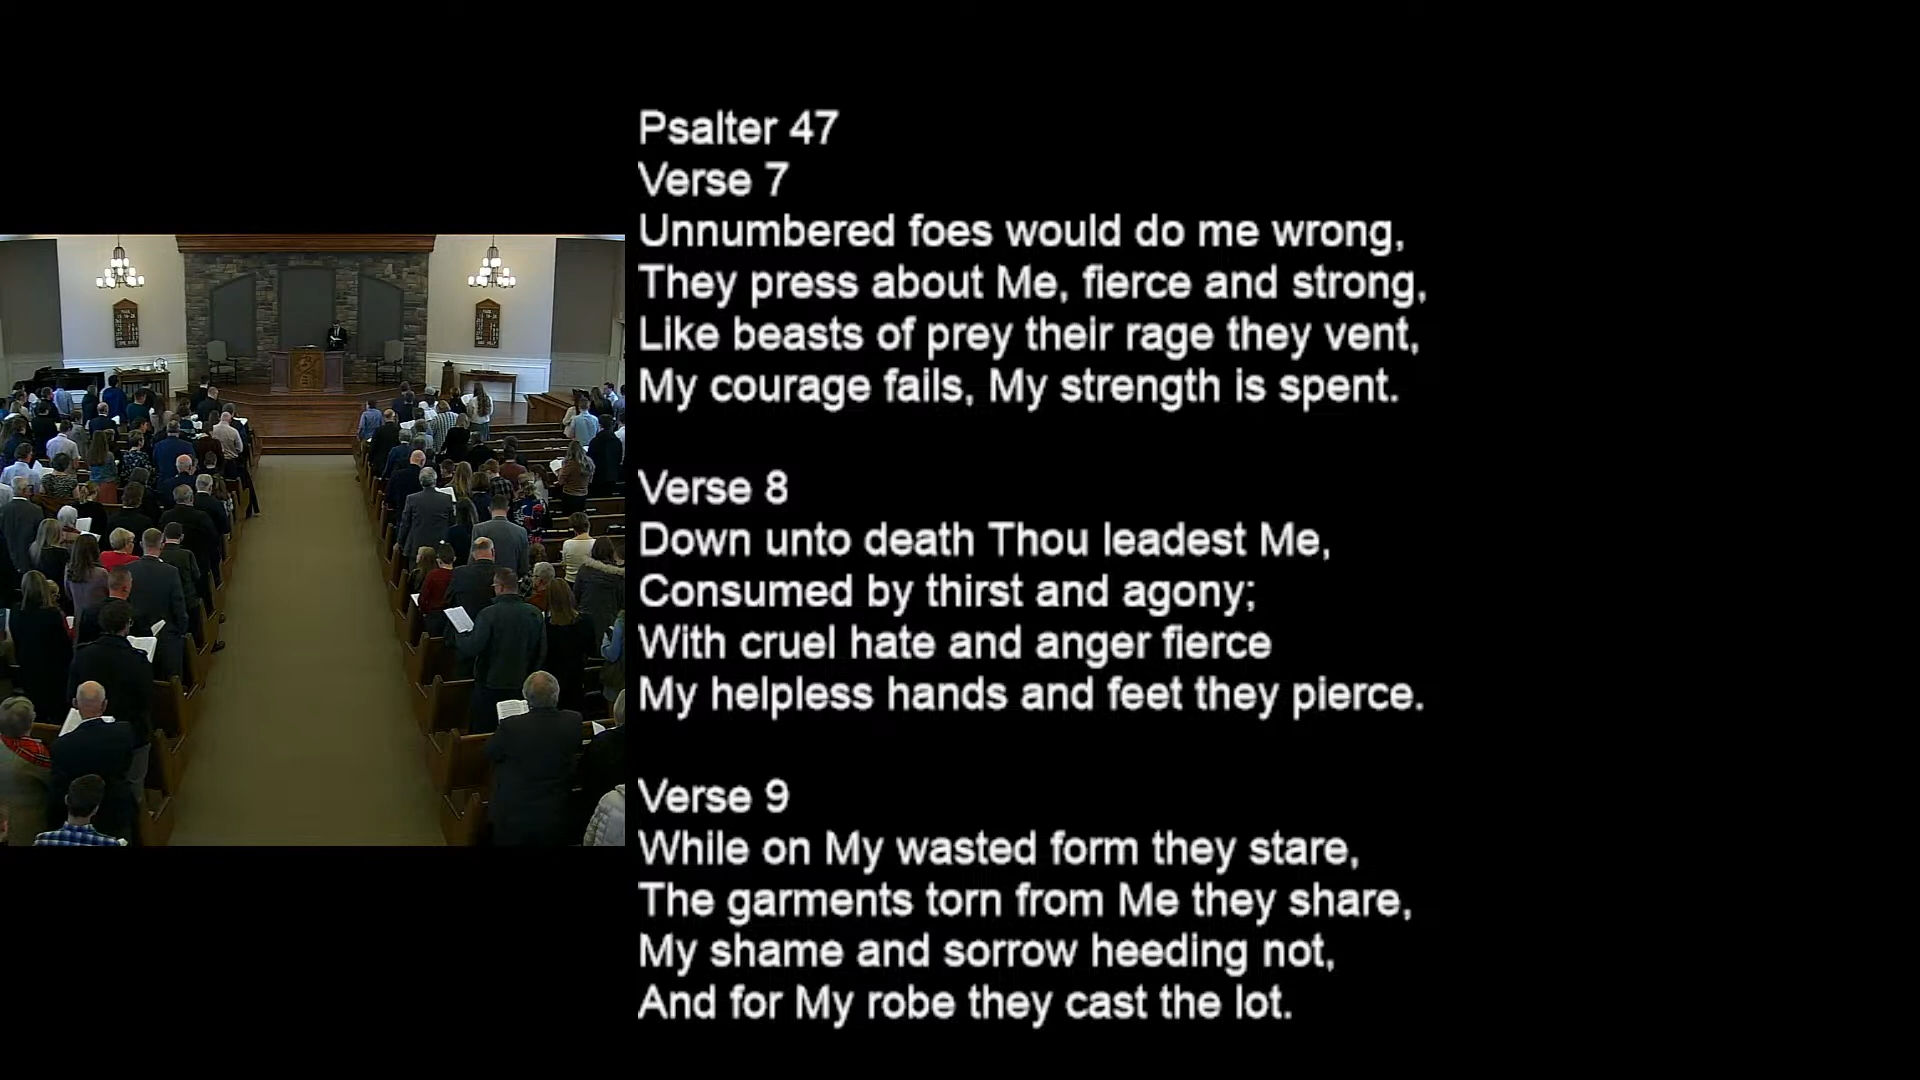 Psalter 47
Verse 7
Unnumbered foes would do me wrong,
They press about Me, fierce and strong,
Like beasts of prey their rage they vent,
My courage fails, My strength is spent.
Verse 8
Down unto death Thou leadest Me,
Consumed by thirst and agony;
With cruel hate and anger fierce
My helpless hands and feet they pierce.
Verse 9
While on My wasted form they stare,
The garments torn from Me they share,
My shame and sorrow heeding not,
And for My robe they cast the lot.